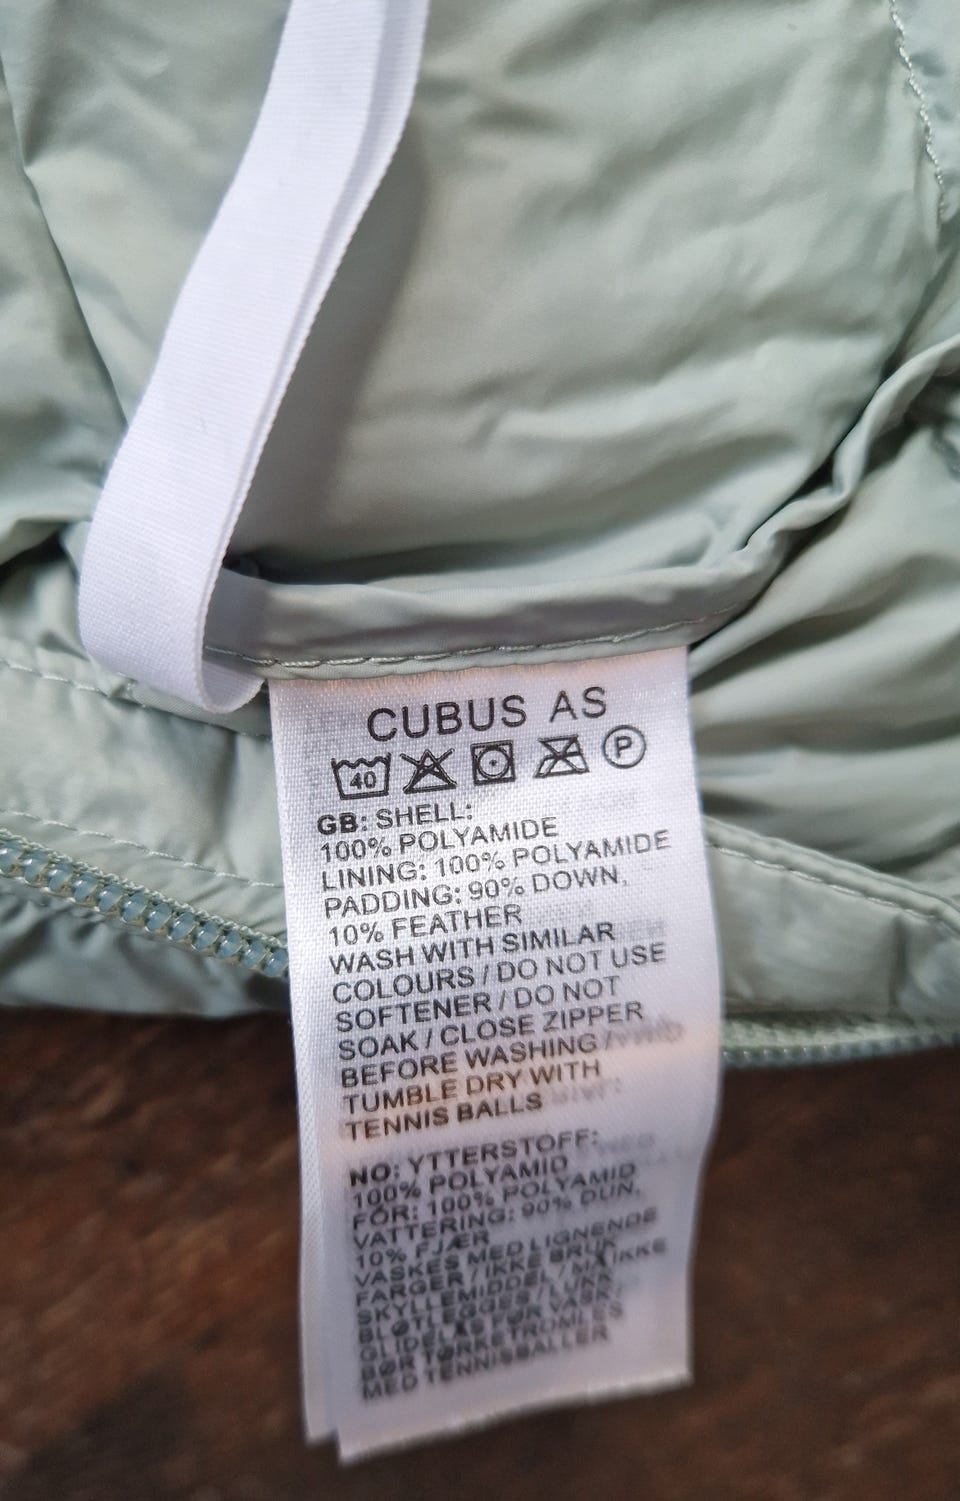 CUBUS AS
40 P
GB: SHELL:
100% POLYAMIDE
LINING: 100% POLYAMIDE
PADDING: 90% DOWN,
10% FEATHER
WASH WITH SIMILAR
COLOURS / DO NOT USE
SOFTENER / DO NOT
SOAK / CLOSE ZIPPER
BEFORE WASHING /
TUMBLE DRY WITH
TENNIS BALLS
NO: YTTERSTOFF:
100% POLYAMID
FÓR: 100% POLYAMID
VATTERING: 90% DUN,
10% FJÆR
VASKES MED LIGNENDE
FARGER / IKKE BRUK
SKYLLEMIDDEL / MÅ IKKE
BLØTLEGGES / LUKK
GLIDELÅS FØR VASK /
BØR TØRKETROMLES
MED TENNISBALLER